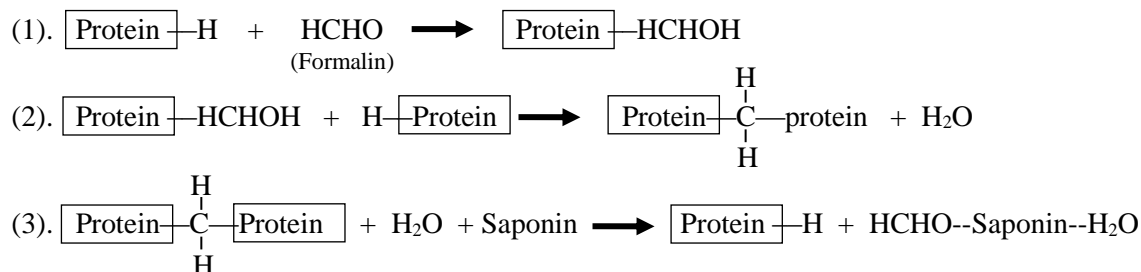 (1). Protein—H + HCHO → Protein—HCHOH
(Formalin)
H
(2). Protein—HCHOH + H—Protein → Protein—C—protein + H₂O
H
H
(3). Protein—C—Protein + H₂O + Saponin → Protein—H + HCHO--Saponin--H₂O
H